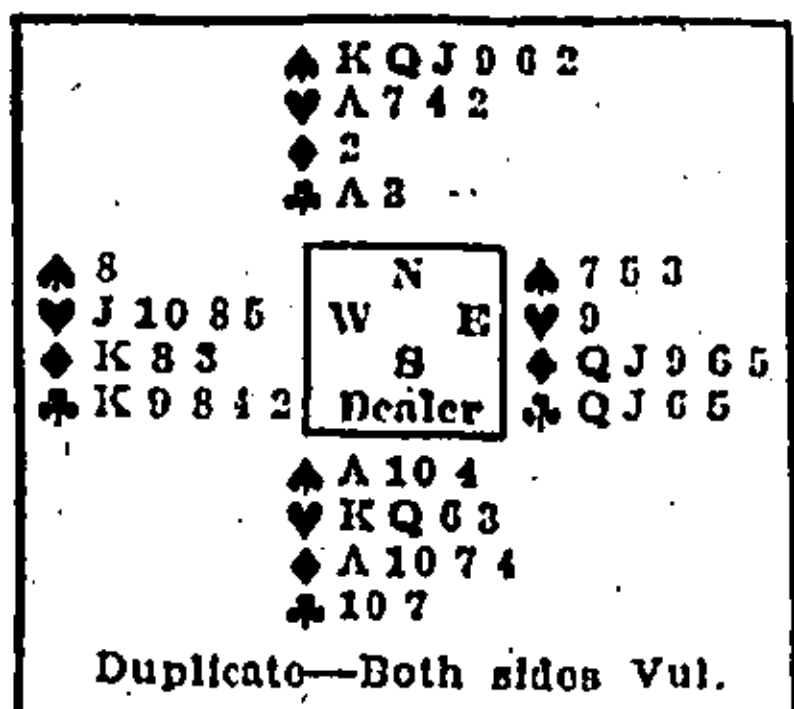 ♠ K Q J 9 6 2
♥ A 7 4 2
♦ 2
♣ A 3
♠ 8
♥ J 10 8 5
♦ K 8 3
♣ K 9 8 4 2
N
W E
S
Dealer
♠ 7 5 3
♥ 9
♦ Q J 9 6 5
♣ Q J 6 5
♠ A 10 4
♥ K Q 6 3
♦ A 10 7 4
♣ 10 7
Duplicate—Both sides Vul.